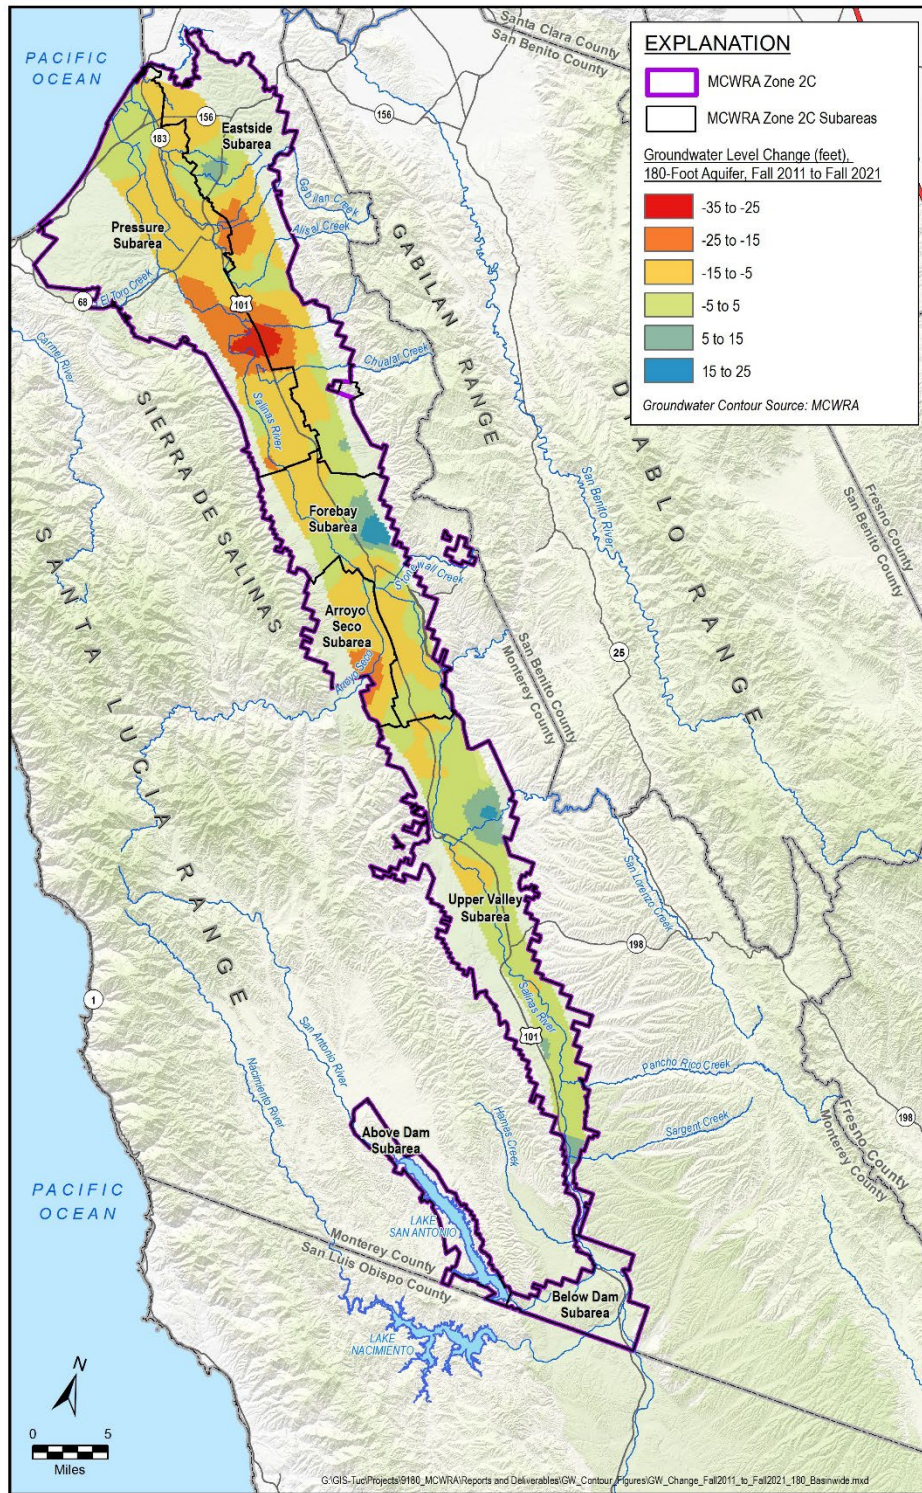 PACIFIC
OCEAN
Santa Clara County
San Benito County
EXPLANATION
MCWRA Zone 2C
MCWRA Zone 2C Subareas
Groundwater Level Change (feet),
180-Foot Aquifer, Fall 2011 to Fall 2021
-35 to -25
-25 to -15
-15 to -5
-5 to 5
5 to 15
15 to 25
Groundwater Contour Source: MCWRA
156
156
183
Eastside
Subarea
Gabilan Creek
Alisal Creek
Pressure
Subarea
El Toro Creek
68
101
Carmel River
Chualar Creek
Salinas River
GABILAN
RANGE
DIABLO RANGE
SIERRA DE SALINAS
SANTA LUCIA RANGE
San Benito River
Fresno County
San Benito County
Forebay
Subarea
Stonewall Creek
Arroyo
Seco
Subarea
Arroyo Seco
San Benito County
Monterey County
25
San Lorenzo Creek
Upper Valley
Subarea
198
1
Salinas River
101
San Antonio River
Nacimiento River
Pancho Rico Creek
Sargent Creek
198
Fresno County
Monterey County
Hames Creek
Above Dam
Subarea
PACIFIC
OCEAN
LAKE
SAN ANTONIO
Monterey County
San Luis Obispo County
Below Dam
Subarea
LAKE
NACIMIENTO
N
0 5
Miles
G:\GIS-Tuc\Projects\9180_MCWRA\Reports and Deliverables\GW_Contour_Figures\GW_Change_Fall2011_to_Fall2021_180_Basinwide.mxd